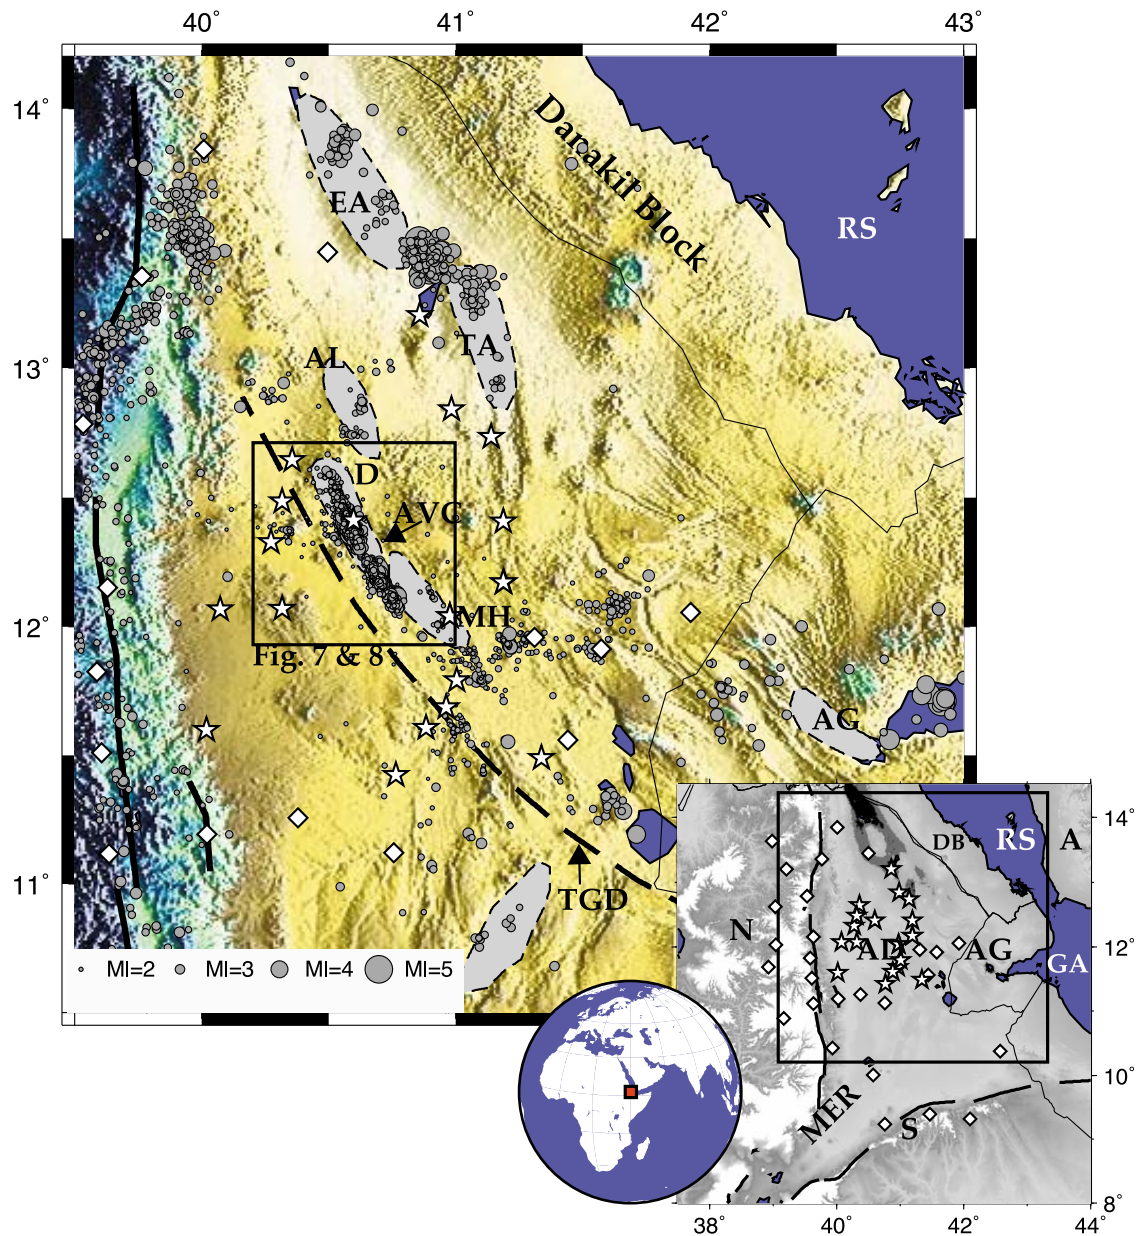 40° 41° 42° 43°
14°
13°
12°
11°
Danakil Block
RS
EA
TA
AL
D
AVC
MH
Fig. 7 & 8
AG
TGD
Ml=2 Ml=3 Ml=4 Ml=5
14°
12°
10°
8°
38° 40° 42° 44°
DB
RS
A
N
AD
AG
GA
MER
S